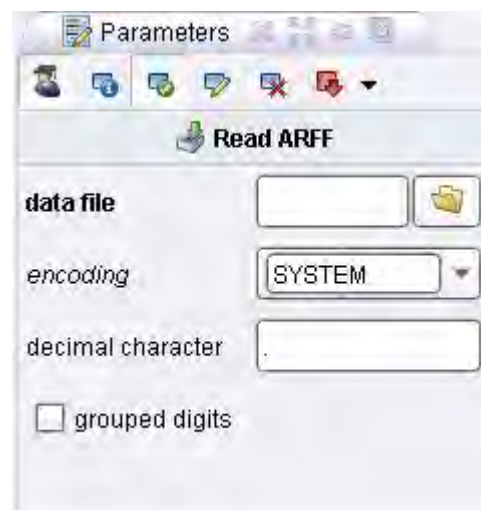 Parameters
Read ARFF
data file
encoding SYSTEM
decimal character .
grouped digits